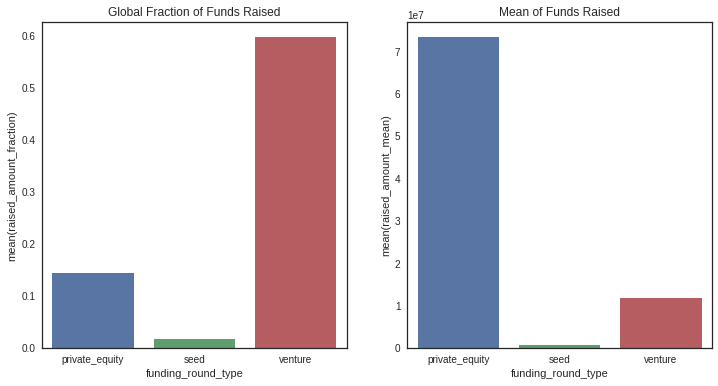 Global Fraction of Funds Raised
mean(raised_amount_fraction)
0.6
0.5
0.4
0.3
0.2
0.1
0.0
private_equity seed venture
funding_round_type
Mean of Funds Raised
1e7
mean(raised_amount_mean)
7
6
5
4
3
2
1
0
private_equity seed venture
funding_round_type